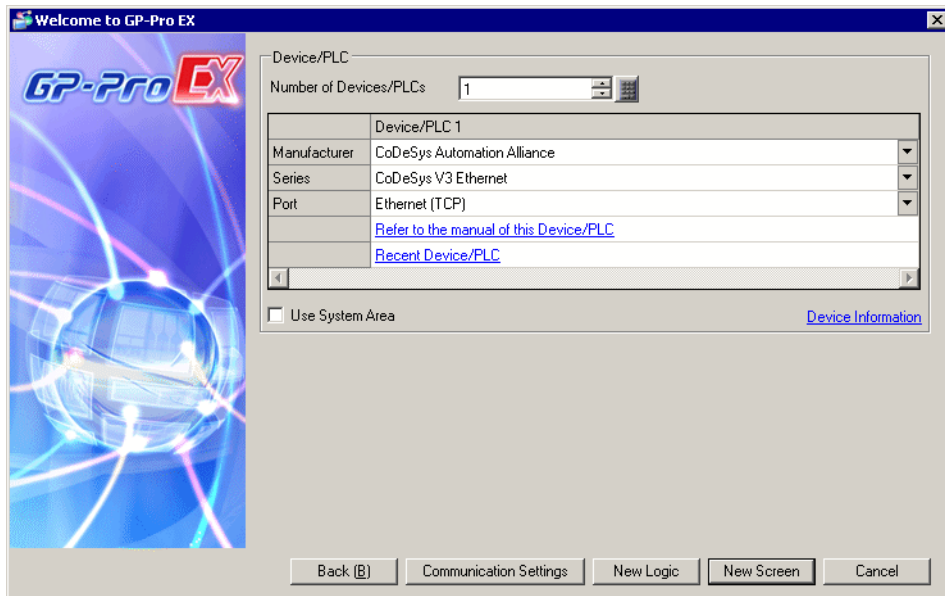 Welcome to GP-Pro EX
GP-Pro EX
Device/PLC
Number of Devices/PLCs 1
Device/PLC 1
Manufacturer CoDeSys Automation Alliance
Series CoDeSys V3 Ethernet
Port Ethernet (TCP)
Refer to the manual of this Device/PLC
Recent Device/PLC
Use System Area Device Information
Back (B) Communication Settings New Logic New Screen Cancel